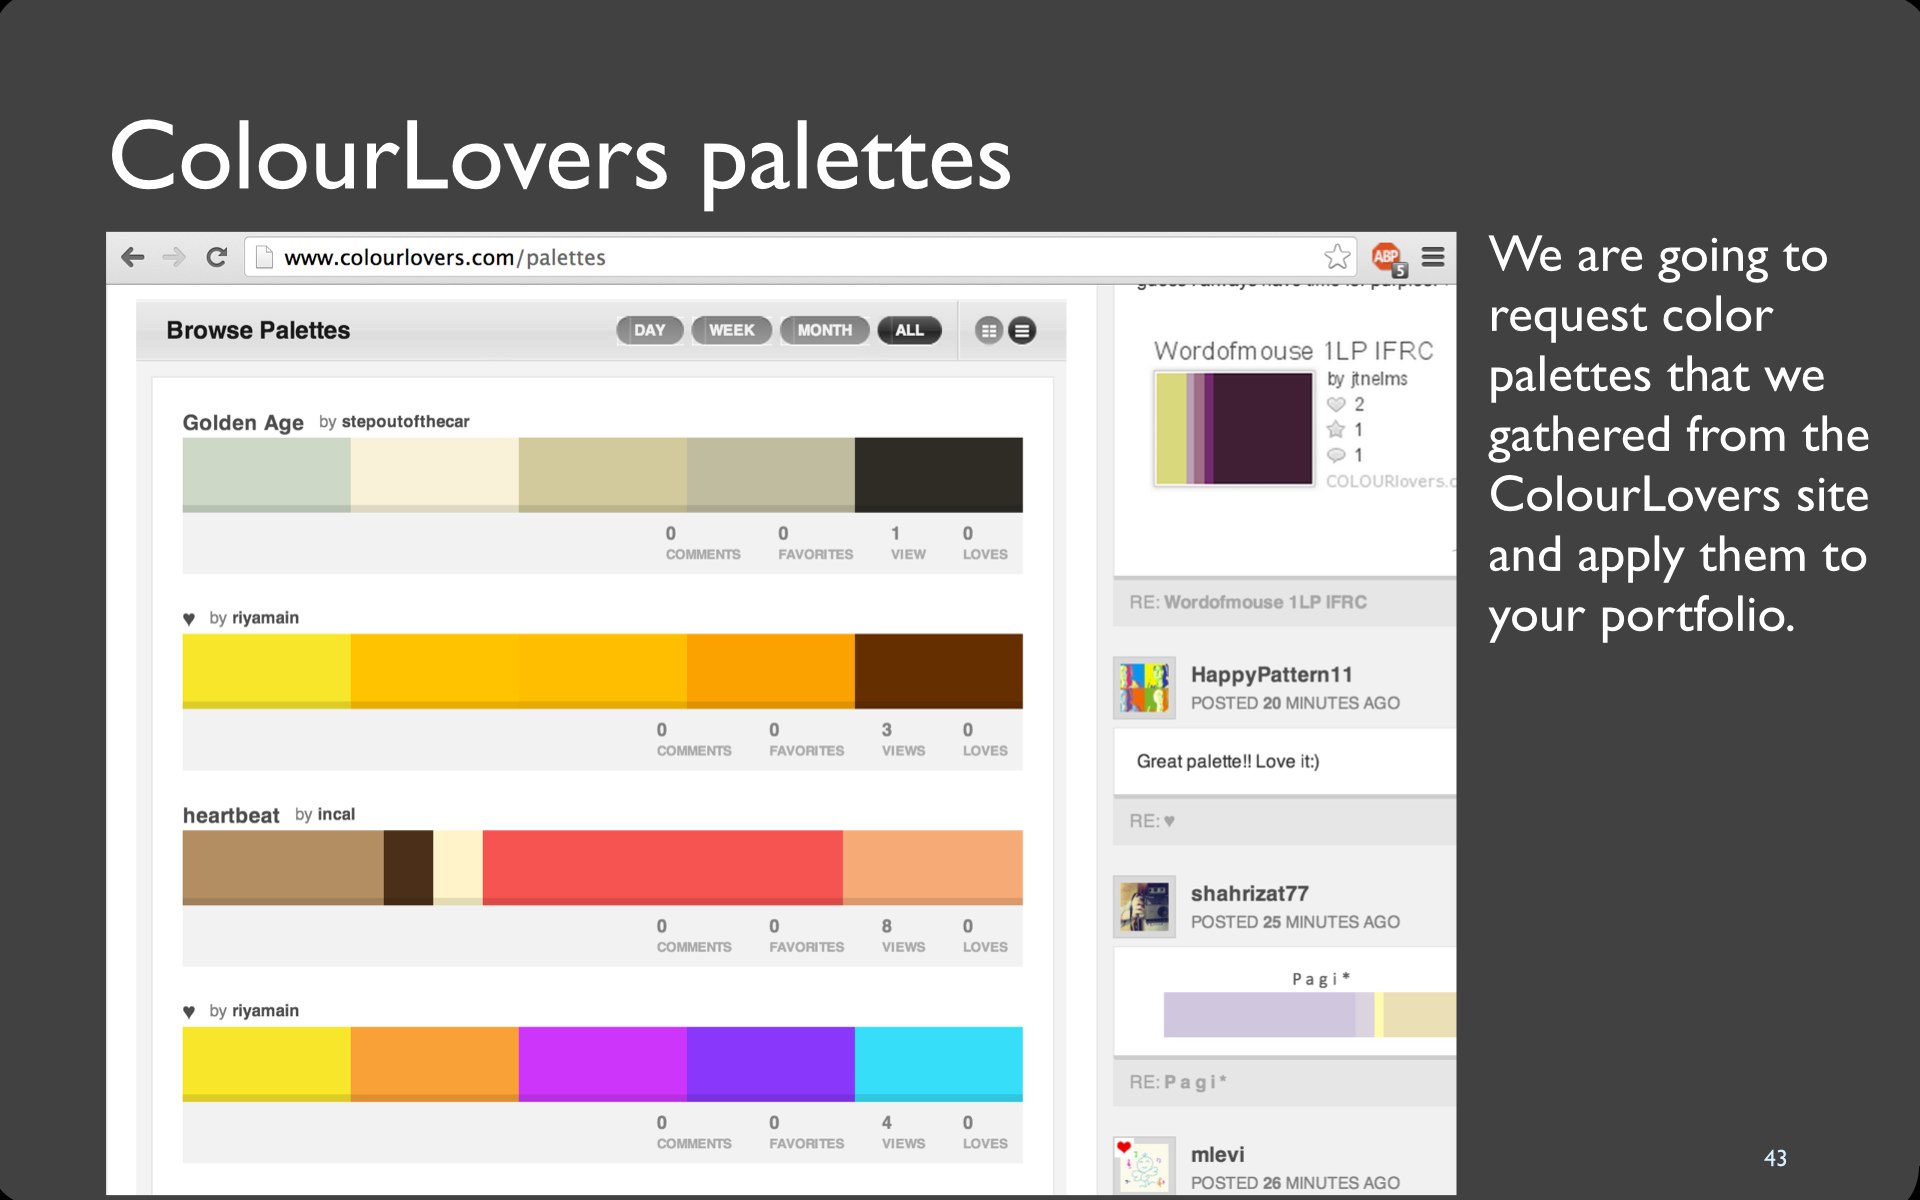 ColourLovers palettes
www.colourlovers.com/palettes
ABP
5
Browse Palettes
DAY
WEEK
MONTH
ALL
Golden Age by stepoutofthecar
0
COMMENTS
0
FAVORITES
1
VIEW
0
LOVES
♥ by riyamain
0
COMMENTS
0
FAVORITES
3
VIEWS
0
LOVES
heartbeat by incal
0
COMMENTS
0
FAVORITES
8
VIEWS
0
LOVES
♥ by riyamain
0
COMMENTS
0
FAVORITES
4
VIEWS
0
LOVES
Wordofmouse 1LP IFRC
by jtnelms
2
1
1
COLOURlovers.c
RE: Wordofmouse 1LP IFRC
HappyPattern11
POSTED 20 MINUTES AGO
Great palette!! Love it:)
RE: ♥
shahrizat77
POSTED 25 MINUTES AGO
P a g i *
RE: P a g i *
mlevi
POSTED 26 MINUTES AGO
We are going to
request color
palettes that we
gathered from the
ColourLovers site
and apply them to
your portfolio.
43